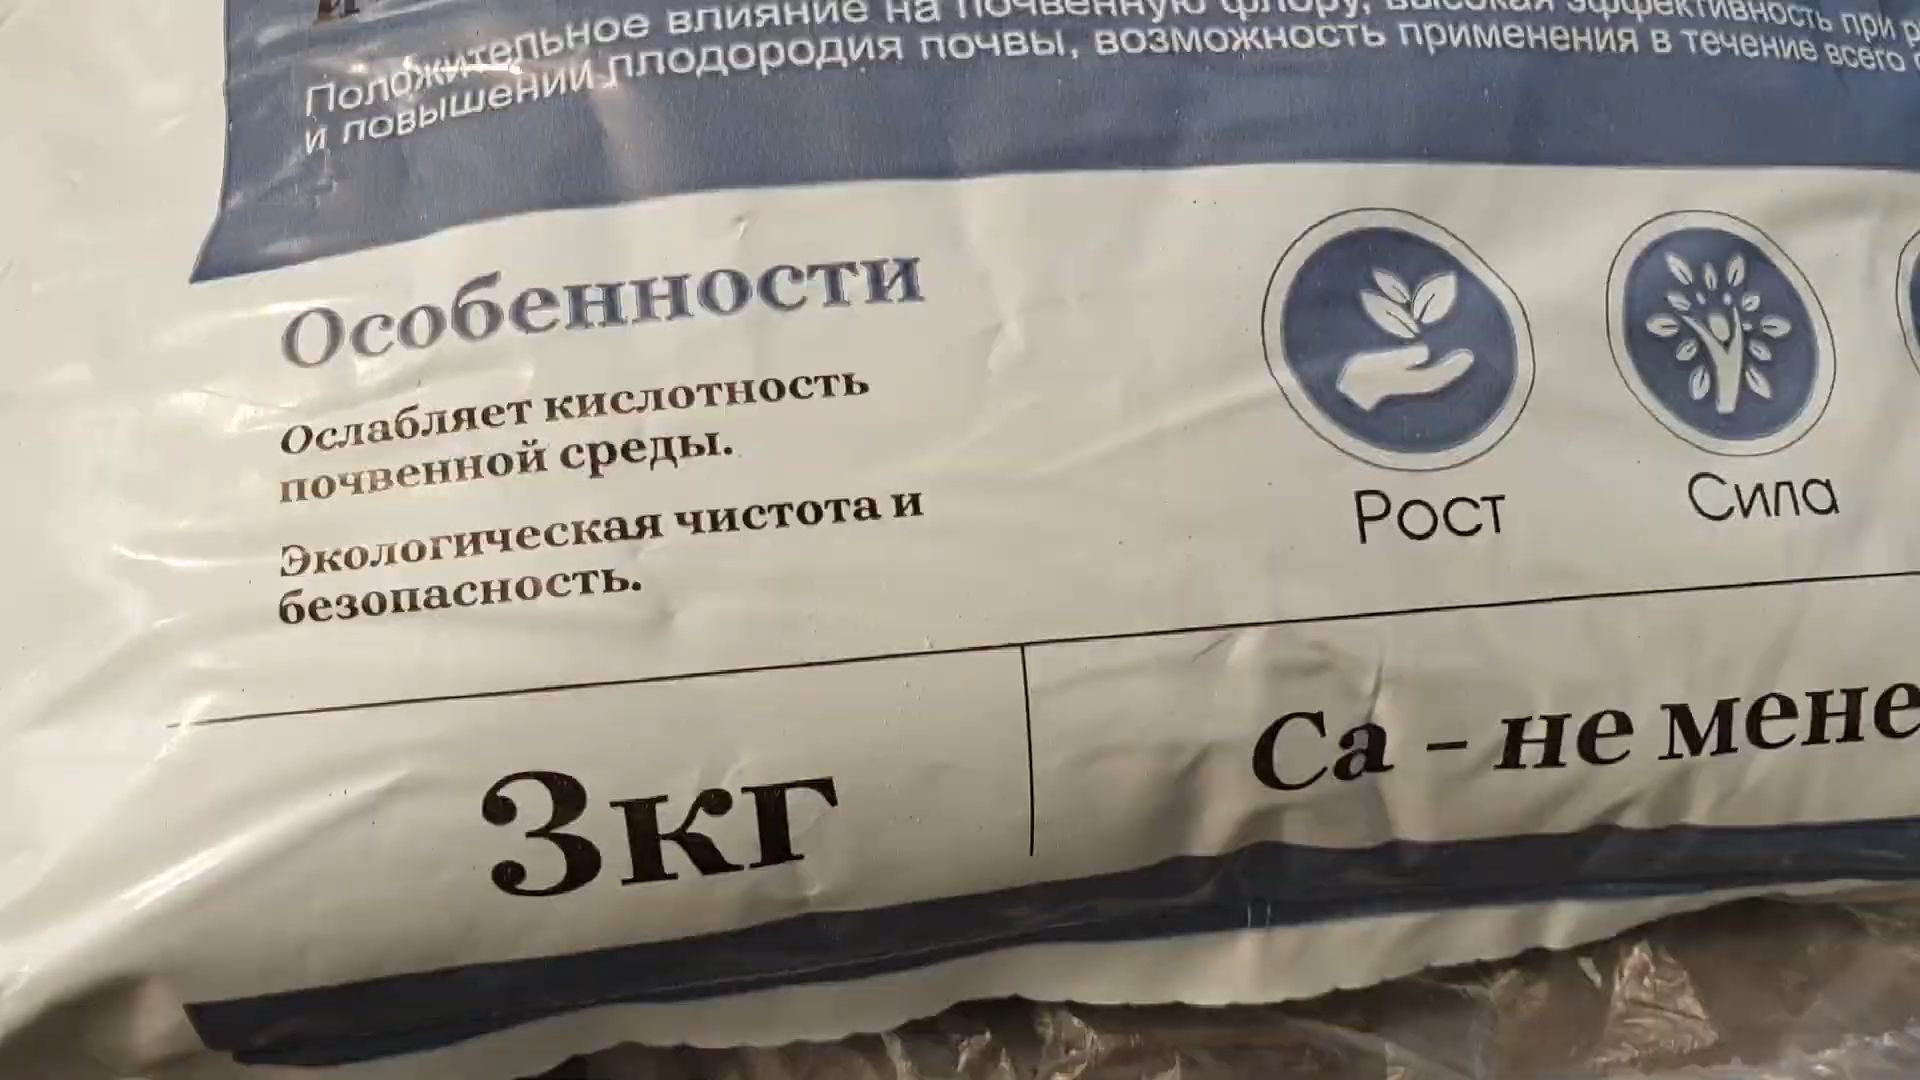 Положительное влияние на почвенную флору, высокая эффективность при
и повышении плодородия почвы, возможность применения в течение всего
Особенности
Ослабляет кислотность
почвенной среды.
Экологическая чистота и
безопасность.
Рост
Сила
3кг
Са - не мене